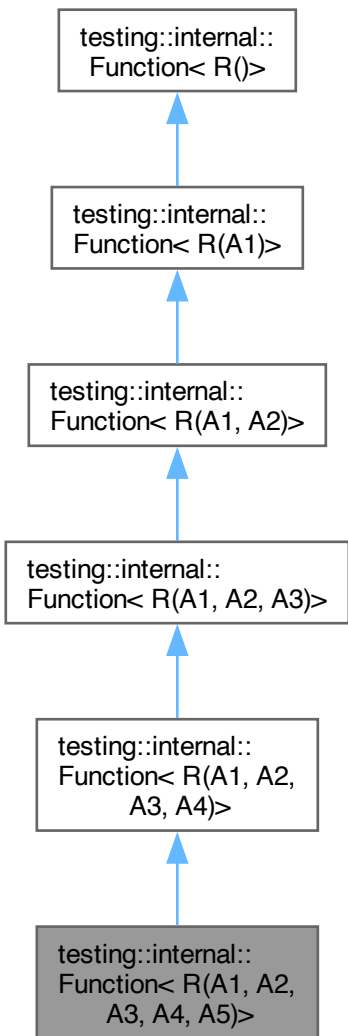 testing::internal::
Function< R()>
testing::internal::
Function< R(A1)>
testing::internal::
Function< R(A1, A2)>
testing::internal::
Function< R(A1, A2, A3)>
testing::internal::
Function< R(A1, A2,
A3, A4)>
testing::internal::
Function< R(A1, A2,
A3, A4, A5)>